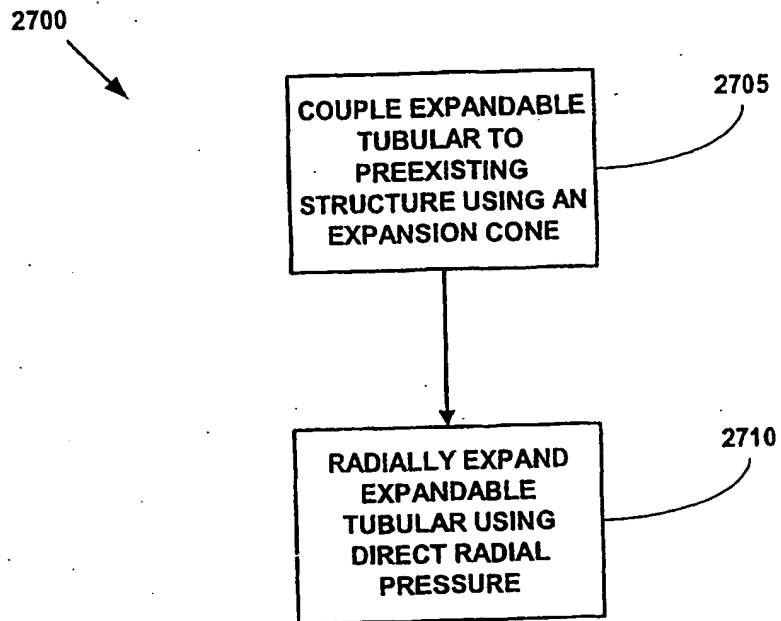 2700
COUPLE EXPANDABLE
TUBULAR TO
PREEXISTING
STRUCTURE USING AN
EXPANSION CONE
2705
RADIALLY EXPAND
EXPANDABLE
TUBULAR USING
DIRECT RADIAL
PRESSURE
2710